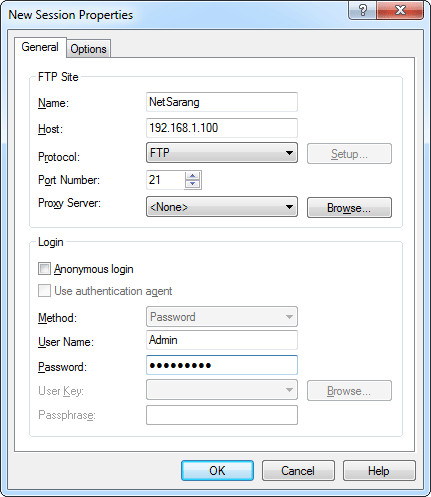 New Session Properties
General Options
FTP Site
Name: NetSarang
Host: 192.168.1.100
Protocol: FTP Setup...
Port Number: 21
Proxy Server: <None> Browse...
Login
Anonymous login
Use authentication agent
Method: Password
User Name: Admin
Password: ●●●●●●●●●
User Key: Browse...
Passphrase:
OK Cancel Help